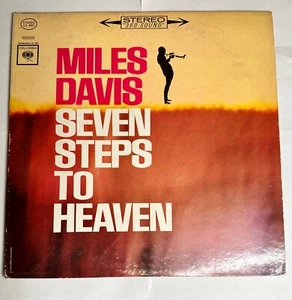 STEREO
"360 SOUND"
MILES
DAVIS
SEVEN
STEPS
TO
HEAVEN